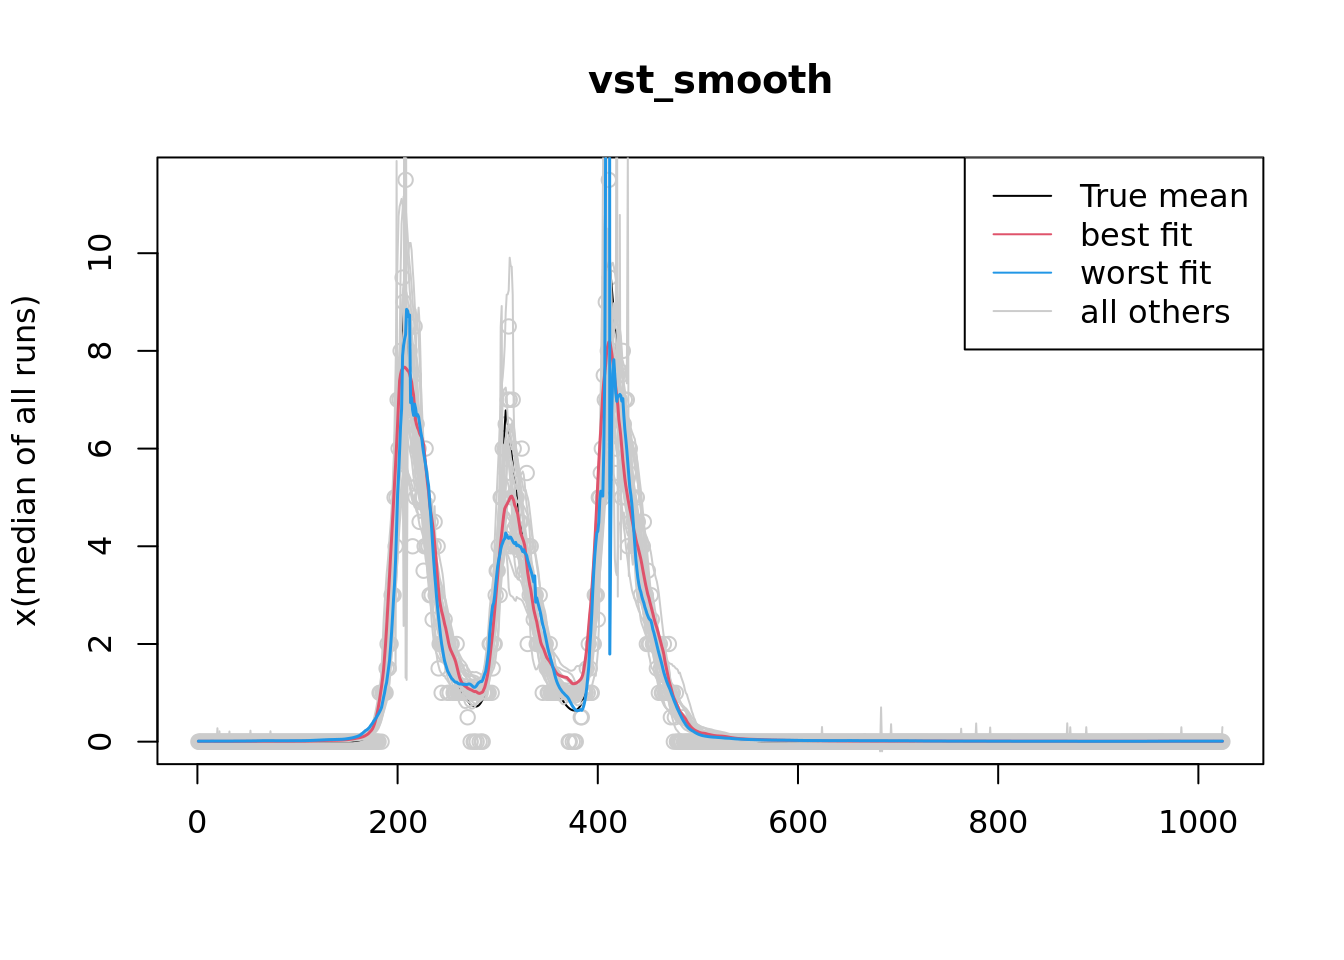 vst_smooth
True mean
best fit
worst fit
all others
x(median of all runs)
10
8
6
4
2
0
0 200 400 600 800 1000